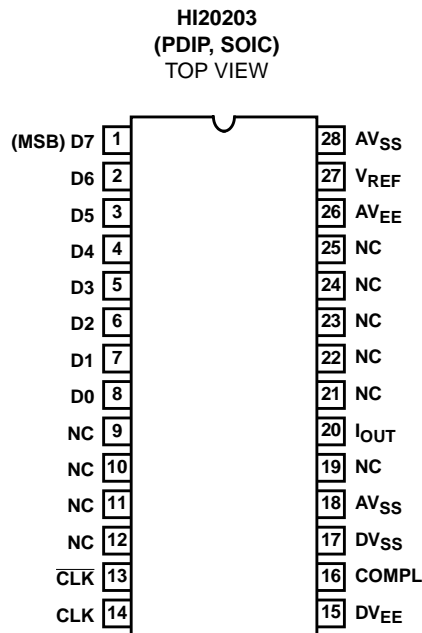 HI20203
(PDIP, SOIC)
TOP VIEW
(MSB) D7 1 28 AVSS
D6 2 27 VREF
D5 3 26 AVEE
D4 4 25 NC
D3 5 24 NC
D2 6 23 NC
D1 7 22 NC
D0 8 21 NC
NC 9 20 IOUT
NC 10 19 NC
NC 11 18 AVSS
NC 12 17 DVSS
C̅L̅K̅ 13 16 COMPL
CLK 14 15 DVEE